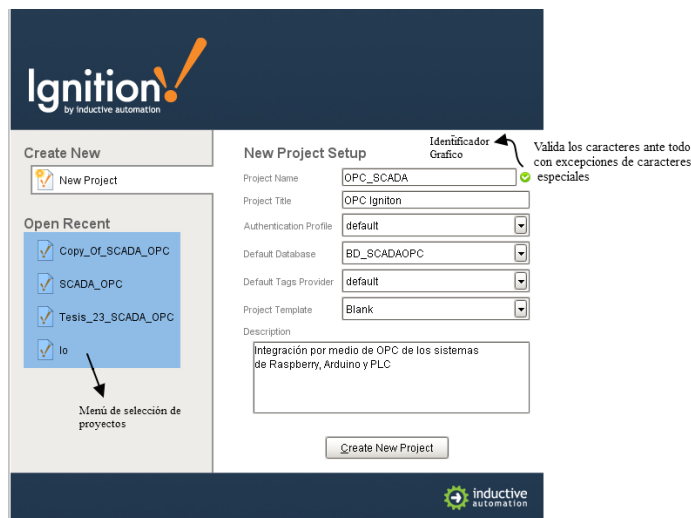 Ignition!
by inductive automation
Create New
New Project
Open Recent
Copy_Of_SCADA_OPC
SCADA_OPC
Tesis_23_SCADA_OPC
Io
Menú de selección de
proyectos
New Project Setup
Identificador
Grafico
Valida los caracteres ante todo
con excepciones de caracteres
especiales
Project Name
OPC_SCADA
Project Title
OPC Igniton
Authentication Profile
default
Default Database
BD_SCADAOPC
Default Tags Provider
default
Project Template
Blank
Description
Integración por medio de OPC de los sistemas
de Raspberry, Arduino y PLC
Create New Project
inductive
automation